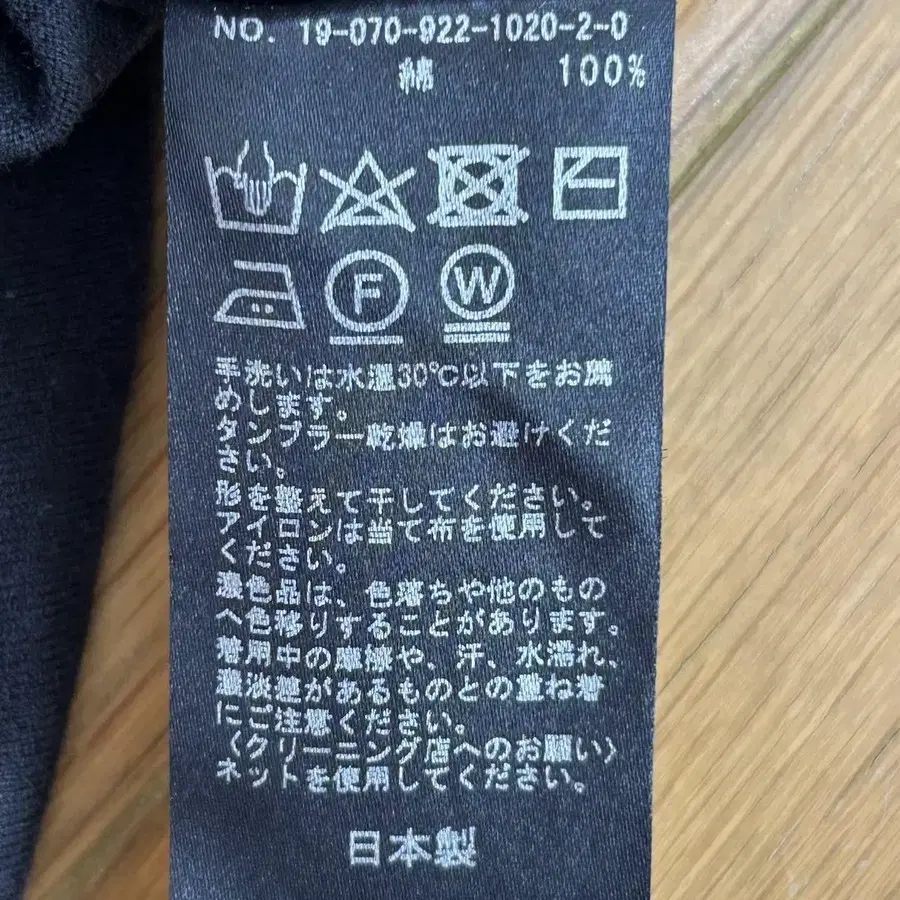 NO. 19-070-922-1020-2-0
綿 100%
F W
手洗いは水温30℃以下をお薦
めします。
タンブラー乾燥はお避けくだ
さい。
形を整えて干してください。
アイロンは当て布を使用して
ください。
濃色品は、色落ちや他のもの
へ色移りすることがあります。
着用中の摩擦や、汗、水濡れ、
濃淡差があるものとの重ね着
にご注意ください。
〈クリーニング店へのお願い〉
ネットを使用してください。
日本製